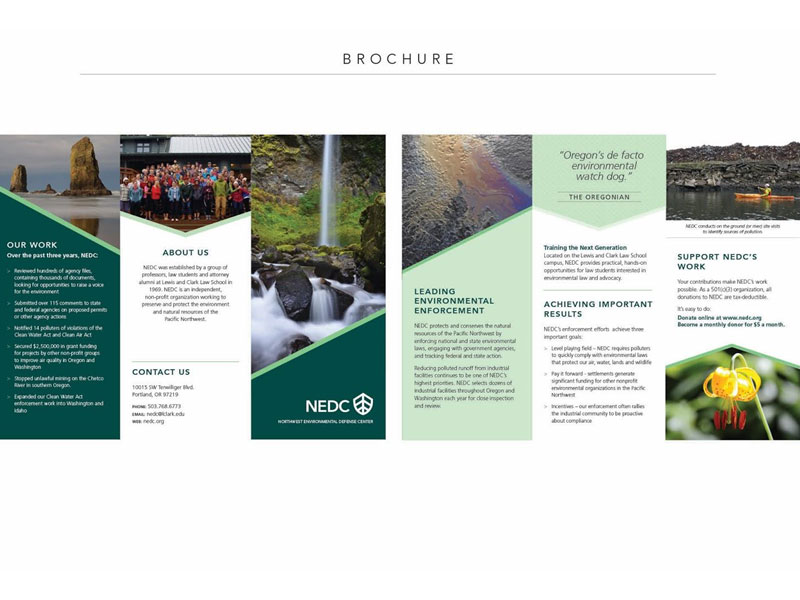 BROCHURE
OUR WORK
Over the past three years, NEDC:
> Reviewed hundreds of agency files,
containing thousands of documents,
looking for opportunities to raise a voice
for the environment
> Submitted over 115 comments to state
and federal agencies on proposed permits
or other agency actions
> Notified 14 polluters of violations of the
Clean Water Act and Clean Air Act
> Secured $2,500,000 in grant funding
for projects by other non-profit groups
to improve air quality in Oregon and
Washington
> Stopped unlawful mining on the Chetco
River in southern Oregon.
> Expanded our Clean Water Act
enforcement work into Washington and
Idaho
ABOUT US
NEDC was established by a group of
professors, law students and attorney
alumni at Lewis and Clark Law School in
1969. NEDC is an independent,
non-profit organization working to
preserve and protect the environment
and natural resources of the
Pacific Northwest.
CONTACT US
10015 SW Terwilliger Blvd.
Portland, OR 97219
PHONE: 503.768.6773
EMAIL: nedc@lclark.edu
WEB: nedc.org
NEDC
NORTHWEST ENVIRONMENTAL DEFENSE CENTER
LEADING
ENVIRONMENTAL
ENFORCEMENT
NEDC protects and conserves the natural
resources of the Pacific Northwest by
enforcing national and state environmental
laws, engaging with government agencies,
and tracking federal and state action.
Reducing polluted runoff from industrial
facilities continues to be one of NEDC's
highest priorities. NEDC selects dozens of
industrial facilities throughout Oregon and
Washington each year for close inspection
and review.
"Oregon's de facto
environmental
watch dog."
THE OREGONIAN
Training the Next Generation
Located on the Lewis and Clark Law School
campus, NEDC provides practical, hands-on
opportunities for law students interested in
environmental law and advocacy.
ACHIEVING IMPORTANT
RESULTS
NEDC's enforcement efforts achieve three
important goals:
> Level playing field – NEDC requires polluters
to quickly comply with environmental laws
that protect our air, water, lands and wildlife
> Pay it forward - settlements generate
significant funding for other nonprofit
environmental organizations in the Pacific
Northwest
> Incentives – our enforcement often rallies
the industrial community to be proactive
about compliance
NEDC conducts on the ground (or river) site visits
to identify sources of pollution.
SUPPORT NEDC'S
WORK
Your contributions make NEDC's work
possible. As a 501(c)(3) organization, all
donations to NEDC are tax-deductible.
It's easy to do:
Donate online at www.nedc.org
Become a monthly donor for $5 a month.